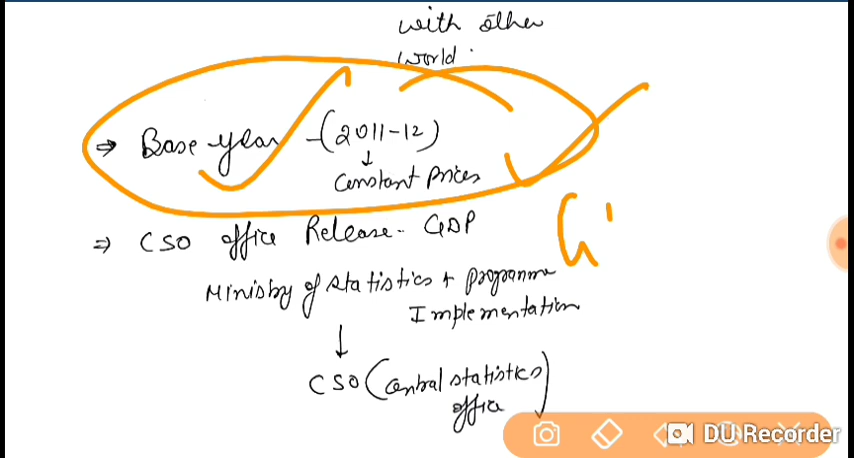 with other
world.
⇒ Base year -(2011-12)
↓
Constant Prices
⇒ CSO office Release - GDP
Ministry of statistics + programme
Implementation
↓
CSO (Central statistics
office)
DU Recorder